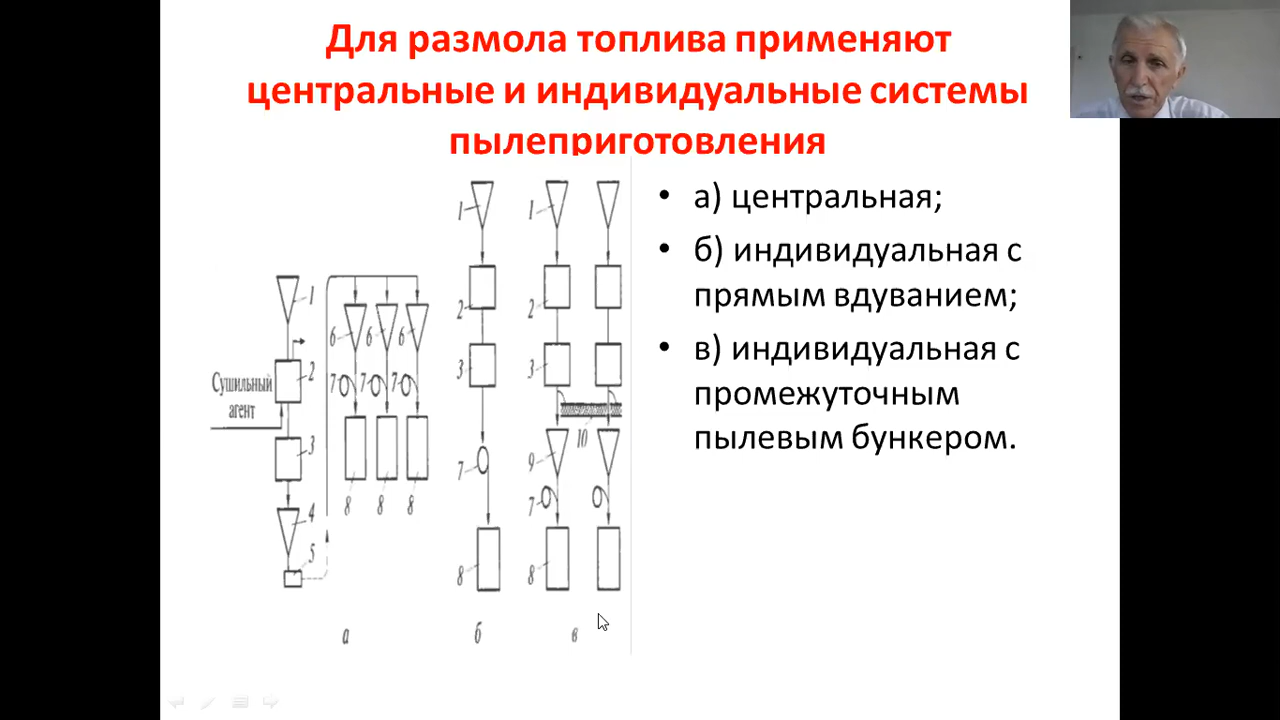 Для размола топлива применяют
центральные и индивидуальные системы
пылеприготовления
1
1
2
2
3
3
10
9
7
7
8
8
б
в
1
6
6
6
Сушильный
агент
2
7
7
7
3
8
8
8
4
5
а
• а) центральная;
• б) индивидуальная с
прямым вдуванием;
• в) индивидуальная с
промежуточным
пылевым бункером.